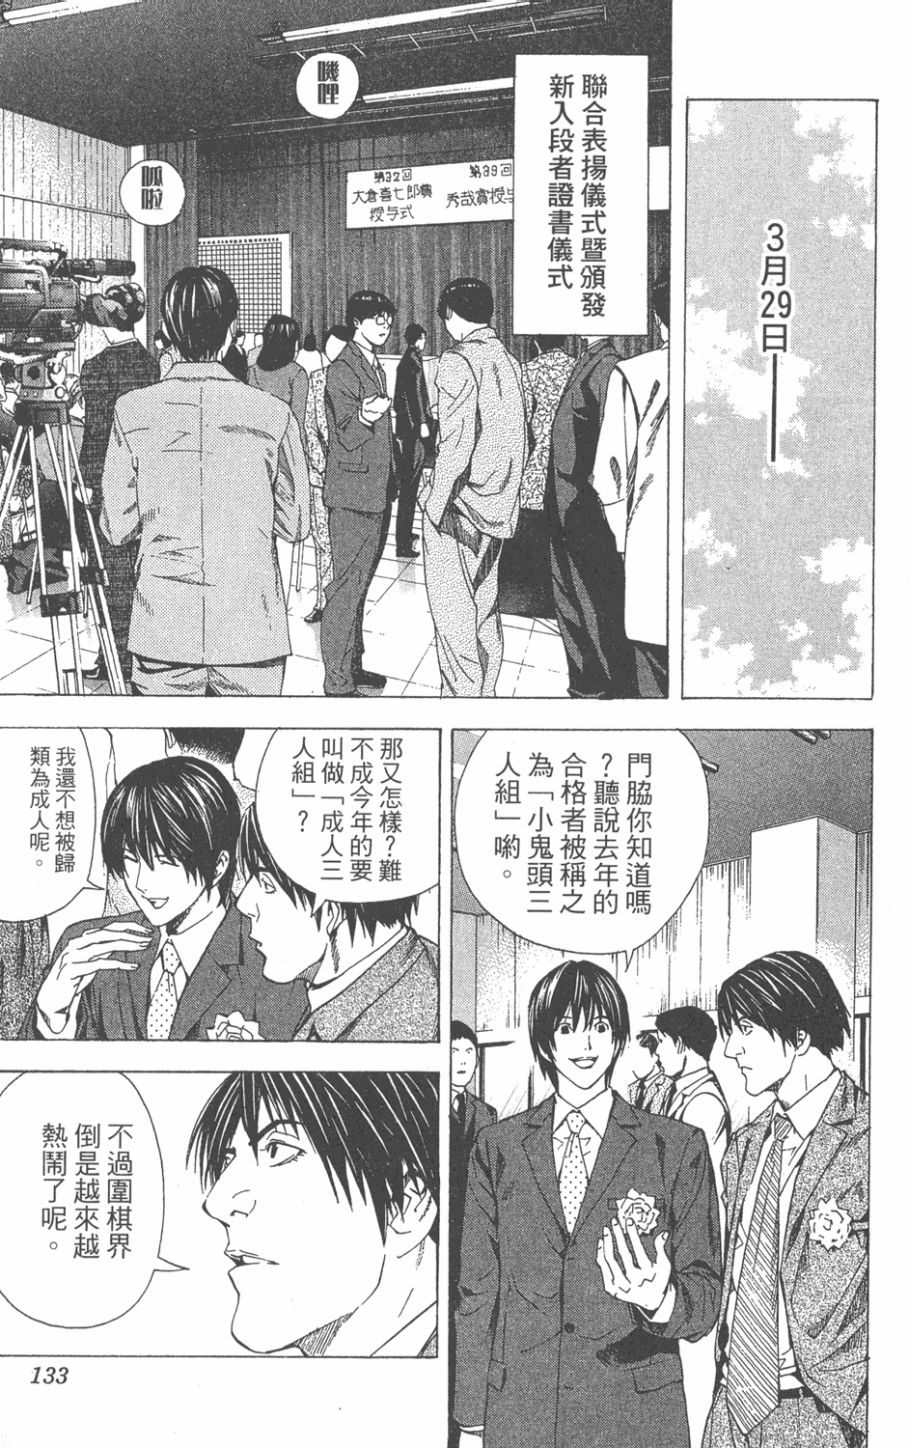 3月29日——
聯合表揚儀式暨頒發
新入段者證書儀式
嘰哩
呱啦
第39回
秀哉賞授与
第32回
大倉喜七郎賞
授与式
門脇你知道嗎
？聽說去年的
合格者被稱之
為「小鬼頭三
人組」喲。
那又怎樣？難
不成今年的要
叫做「成人三
人組」？
我還不想被歸
類為成人呢。
不過圍棋界
倒是越來越
熱鬧了呢。
133